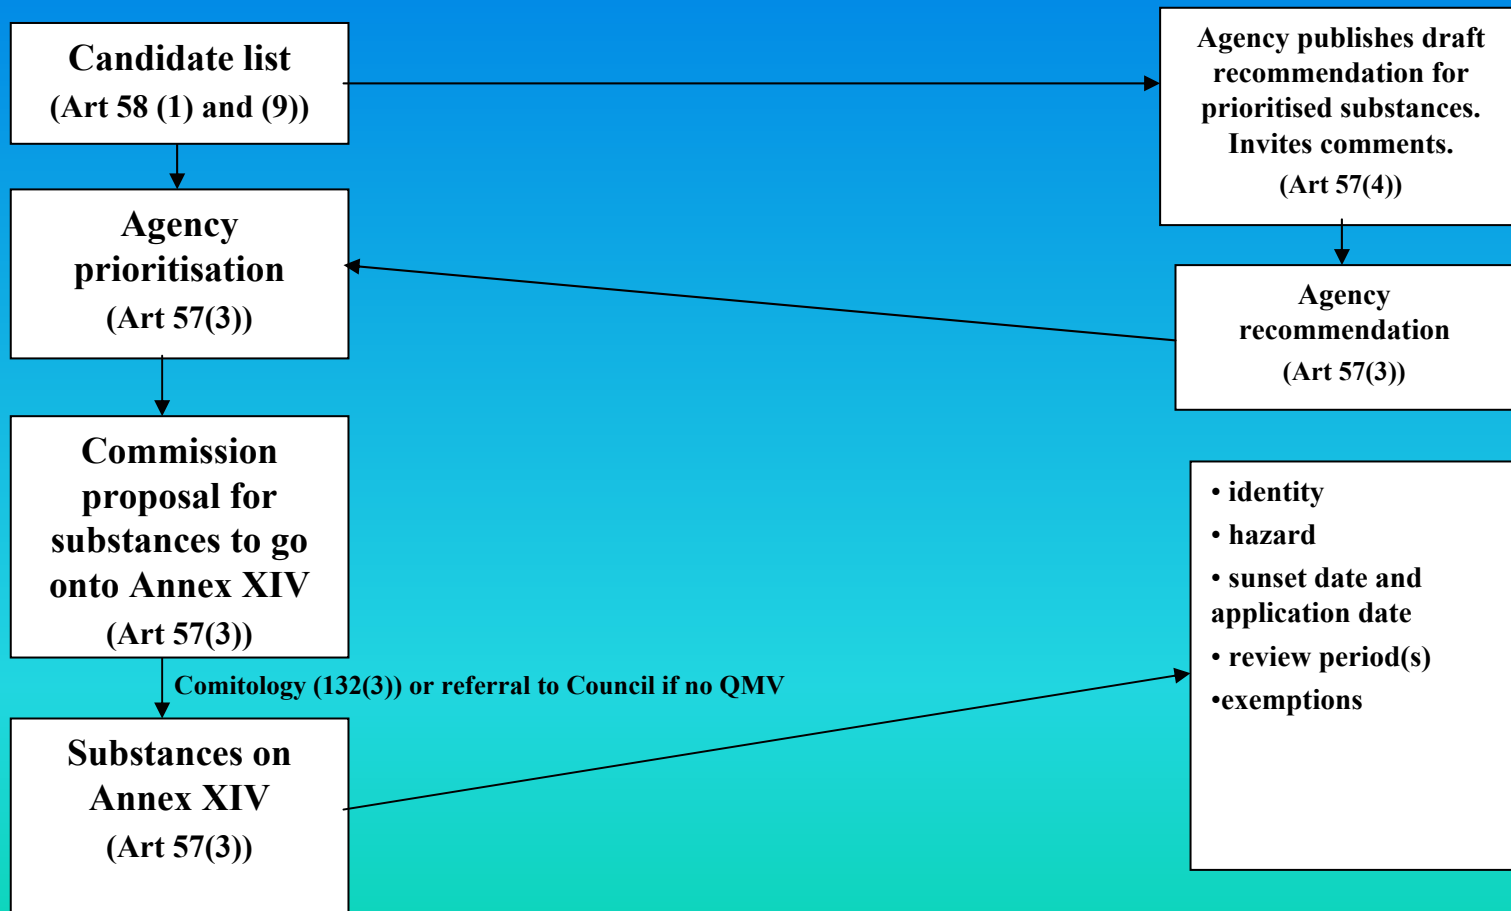 Candidate list
(Art 58 (1) and (9))
Agency
prioritisation
(Art 57(3))
Commission
proposal for
substances to go
onto Annex XIV
(Art 57(3))
Comitology (132(3)) or referral to Council if no QMV
Substances on
Annex XIV
(Art 57(3))
Agency publishes draft
recommendation for
prioritised substances.
Invites comments.
(Art 57(4))
Agency
recommendation
(Art 57(3))
• identity
• hazard
• sunset date and
application date
• review period(s)
•exemptions